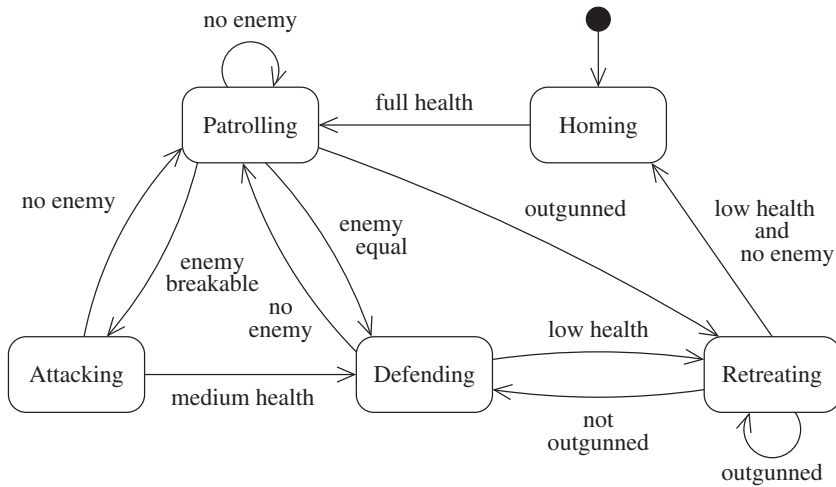 no enemy
Patrolling
full health
Homing
no enemy
enemy
breakable
enemy
equal
outgunned
low health
and
no enemy
no
enemy
low health
Attacking
medium health
Defending
Retreating
not
outgunned
outgunned